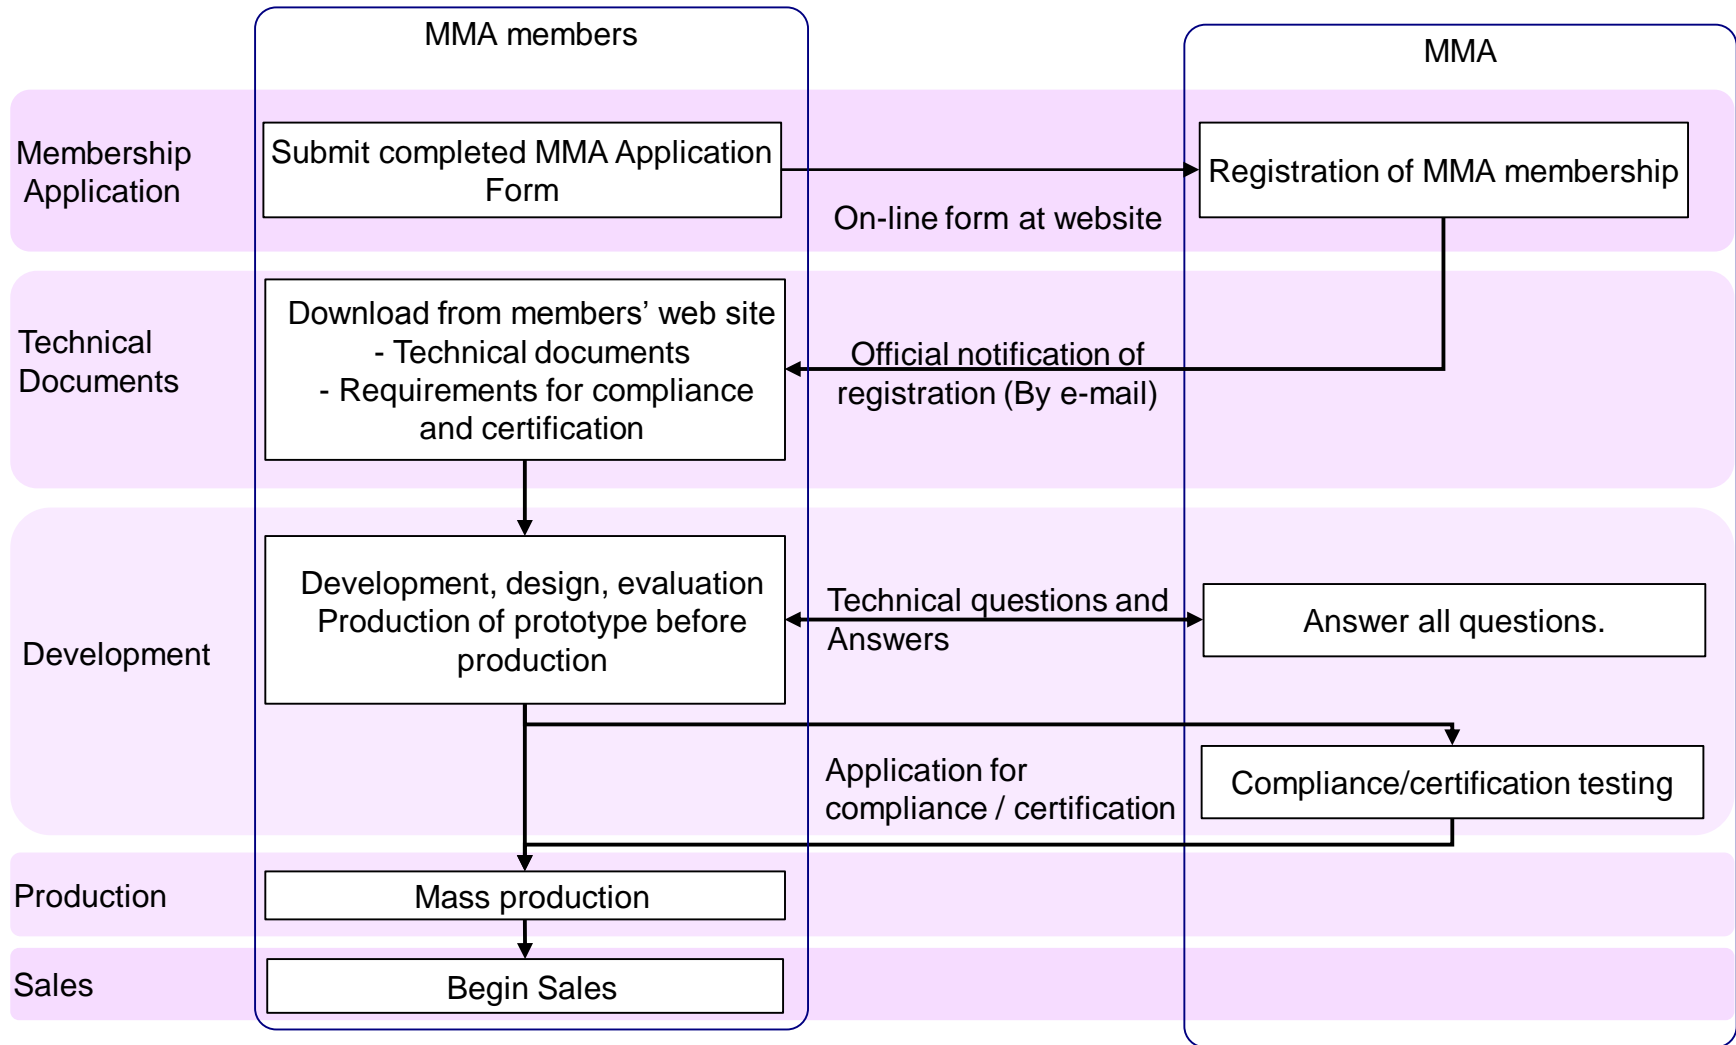 MMA members
MMA
Membership
Application
Submit completed MMA Application
Form
On-line form at website
Registration of MMA membership
Technical
Documents
Download from members’ web site
- Technical documents
- Requirements for compliance
and certification
Official notification of
registration (By e-mail)
Development
Development, design, evaluation
Production of prototype before
production
Technical questions and
Answers
Answer all questions.
Application for
compliance / certification
Compliance/certification testing
Production
Mass production
Sales
Begin Sales